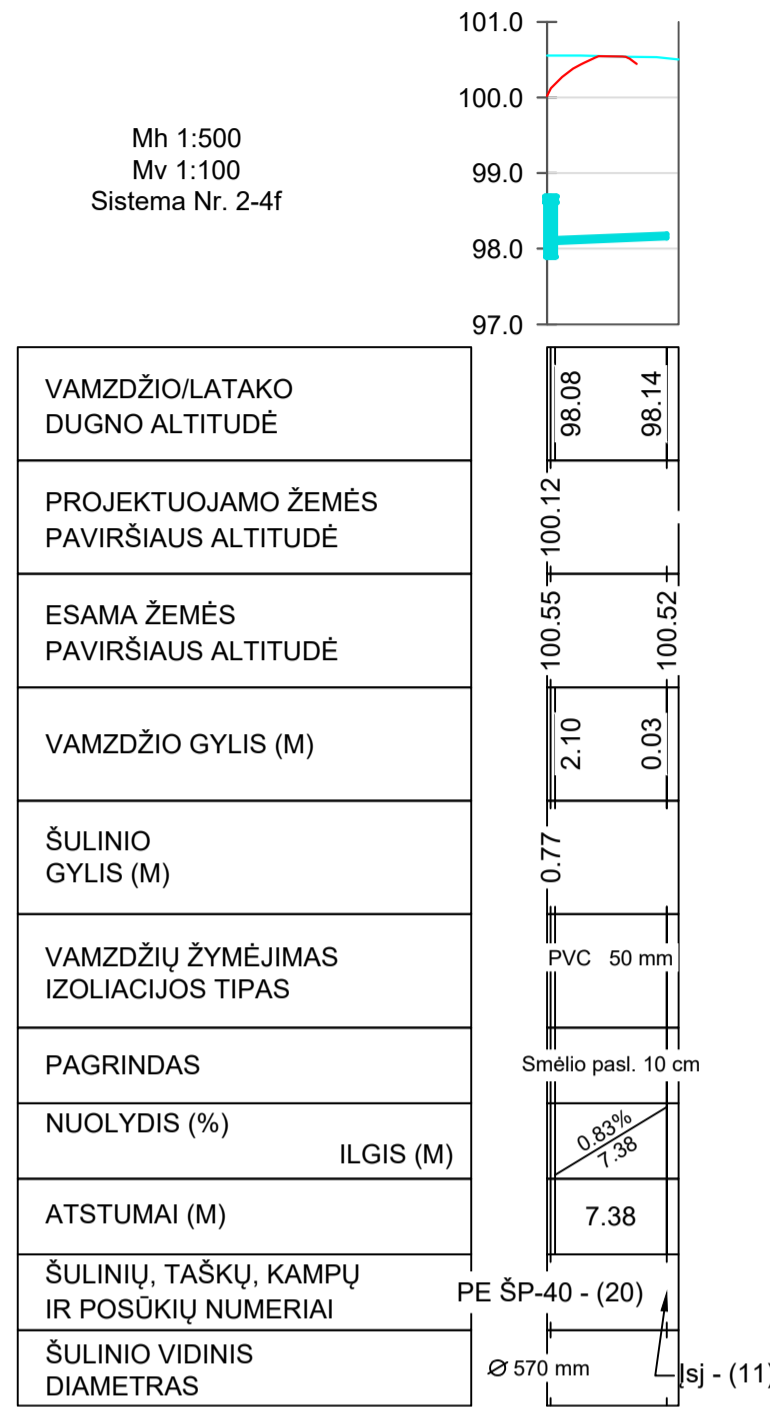 101.0
100.0
99.0
98.0
97.0
Mh 1:500
Mv 1:100
Sistema Nr. 2-4f
VAMZDŽIO/LATAKO
DUGNO ALTITUDĖ
98.08
98.14
PROJEKTUOJAMO ŽEMĖS
PAVIRŠIAUS ALTITUDĖ
100.12
ESAMA ŽEMĖS
PAVIRŠIAUS ALTITUDĖ
100.55
100.52
VAMZDŽIO GYLIS (M)
2.10
0.03
ŠULINIO
GYLIS (M)
0.77
VAMZDŽIŲ ŽYMĖJIMAS
IZOLIACIJOS TIPAS
PVC 50 mm
PAGRINDAS
Smėlio pasl. 10 cm
NUOLYDIS (%)
ILGIS (M)
0.83%
7.38
ATSTUMAI (M)
7.38
ŠULINIŲ, TAŠKŲ, KAMPŲ
IR POSŪKIŲ NUMERIAI
PE ŠP-40 - (20)
ŠULINIO VIDINIS
DIAMETRAS
Ø 570 mm
Įsj - (11)